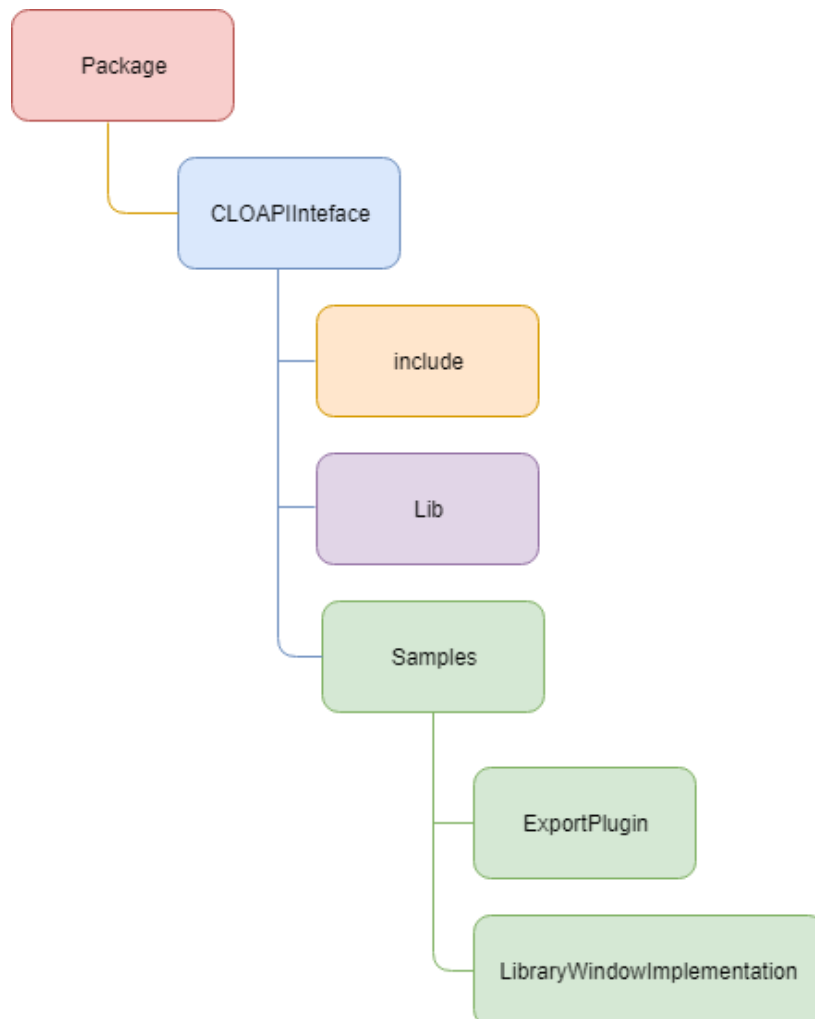 Package
CLOAPIInteface
include
Lib
Samples
ExportPlugin
LibraryWindowImplementation